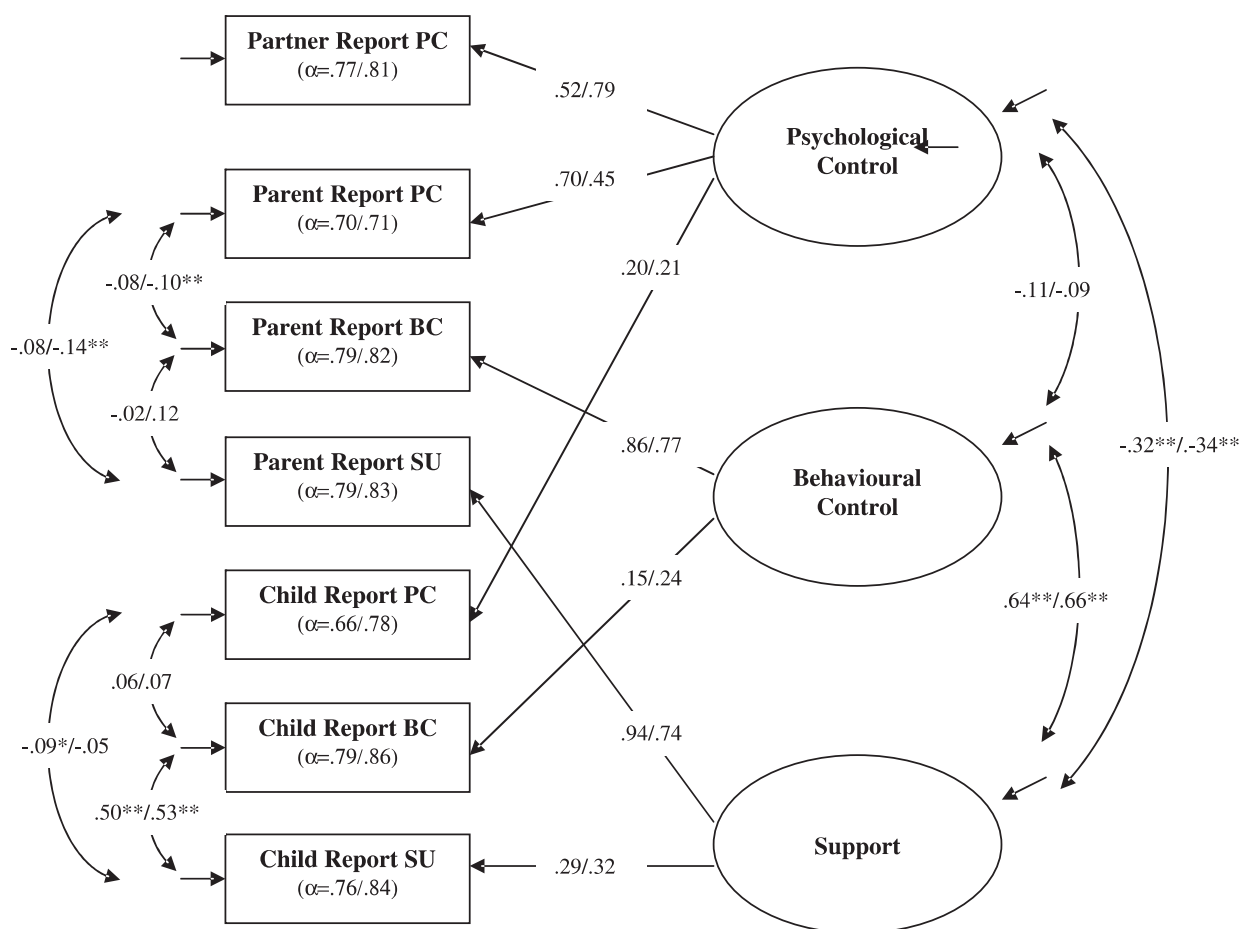 Partner Report PC
(α=.77/.81)
.52/.79
Psychological
Control
Parent Report PC
(α=.70/.71)
.70/.45
-.08/-.10**
.20/.21
-.11/-.09
Parent Report BC
(α=.79/.82)
-.08/-.14**
-.02/.12
.86/.77
-.32**/.-34**
Parent Report SU
(α=.79/.83)
Behavioural
Control
Child Report PC
(α=.66/.78)
.15/.24
.64**/.66**
.06/.07
Child Report BC
(α=.79/.86)
-.09*/-.05
.94/.74
.50**/.53**
Child Report SU
(α=.76/.84)
.29/.32
Support